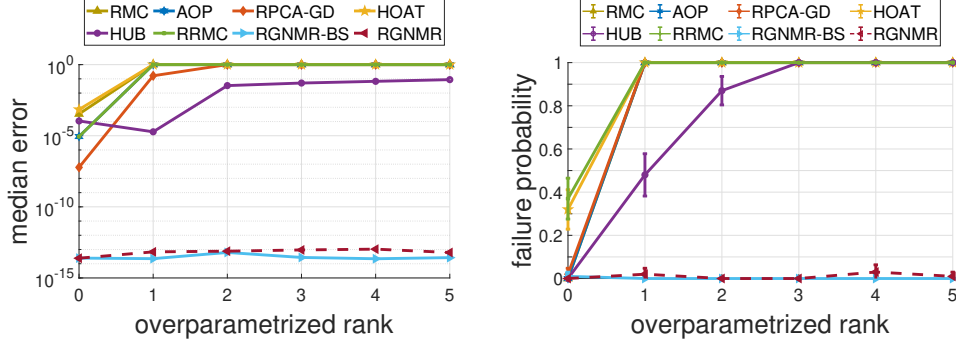 RMC AOP RPCA-GD HOAT
HUB RRMC RGNMR-BS RGNMR
10^0
10^-5
10^-10
10^-15
median error
0 1 2 3 4 5
overparametrized rank
RMC AOP RPCA-GD HOAT
HUB RRMC RGNMR-BS RGNMR
1
0.8
0.6
0.4
0.2
0
failure probability
0 1 2 3 4 5
overparametrized rank